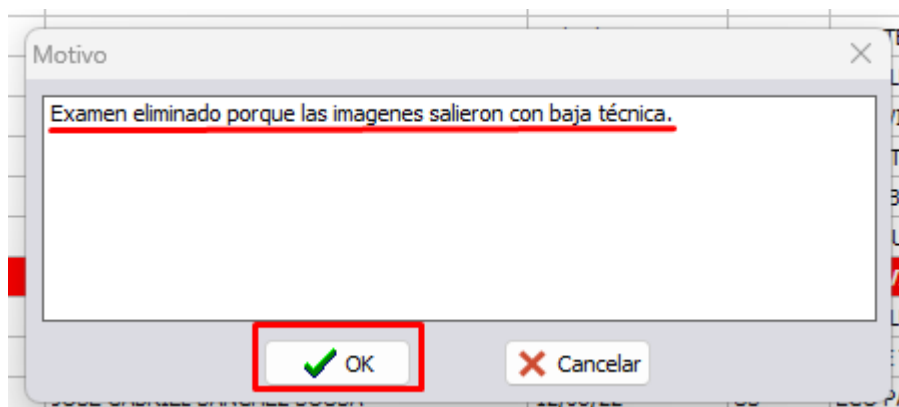 Motivo
Examen eliminado porque las imagenes salieron con baja técnica.
OK
Cancelar